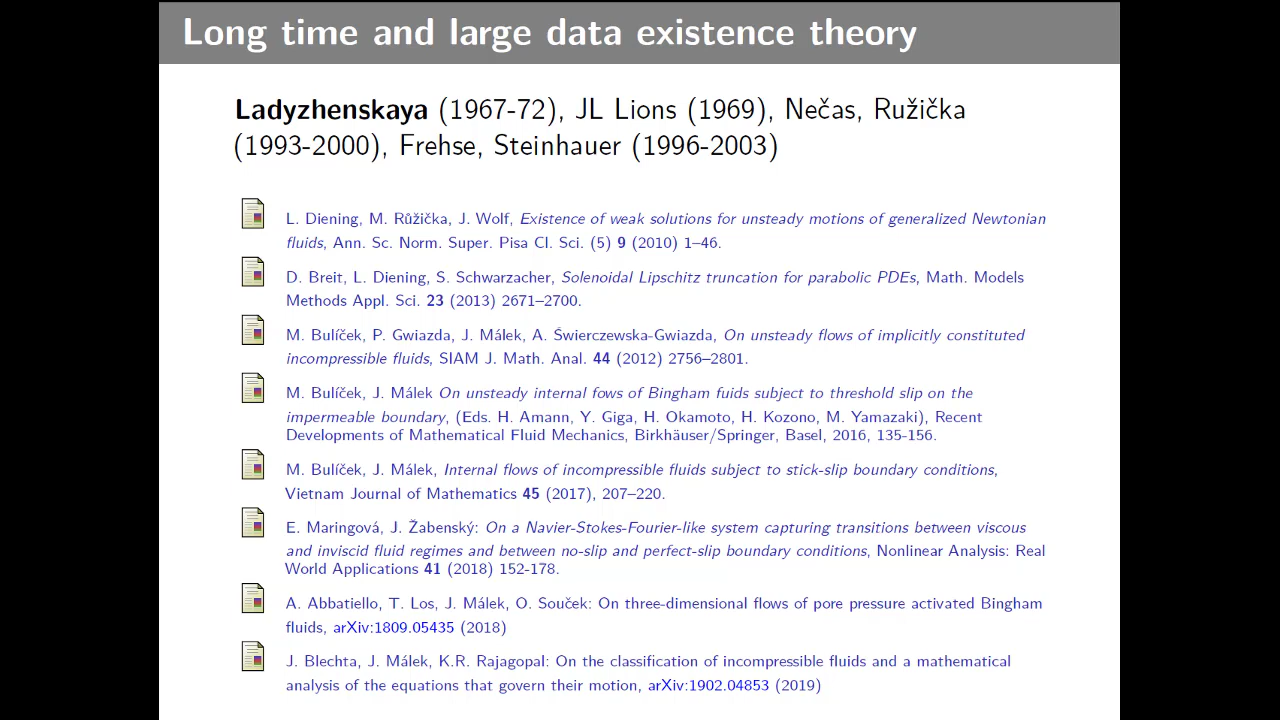 Long time and large data existence theory
Ladyzhenskaya (1967-72), JL Lions (1969), Nečas, Ružička
(1993-2000), Frehse, Steinhauer (1996-2003)
L. Diening, M. Růžička, J. Wolf, Existence of weak solutions for unsteady motions of generalized Newtonian
fluids, Ann. Sc. Norm. Super. Pisa Cl. Sci. (5) 9 (2010) 1–46.
D. Breit, L. Diening, S. Schwarzacher, Solenoidal Lipschitz truncation for parabolic PDEs, Math. Models
Methods Appl. Sci. 23 (2013) 2671–2700.
M. Bulíček, P. Gwiazda, J. Málek, A. Świerczewska-Gwiazda, On unsteady flows of implicitly constituted
incompressible fluids, SIAM J. Math. Anal. 44 (2012) 2756–2801.
M. Bulíček, J. Málek On unsteady internal fows of Bingham fuids subject to threshold slip on the
impermeable boundary, (Eds. H. Amann, Y. Giga, H. Okamoto, H. Kozono, M. Yamazaki), Recent
Developments of Mathematical Fluid Mechanics, Birkhäuser/Springer, Basel, 2016, 135-156.
M. Bulíček, J. Málek, Internal flows of incompressible fluids subject to stick-slip boundary conditions,
Vietnam Journal of Mathematics 45 (2017), 207–220.
E. Maringová, J. Žabenský: On a Navier-Stokes-Fourier-like system capturing transitions between viscous
and inviscid fluid regimes and between no-slip and perfect-slip boundary conditions, Nonlinear Analysis: Real
World Applications 41 (2018) 152-178.
A. Abbatiello, T. Los, J. Málek, O. Souček: On three-dimensional flows of pore pressure activated Bingham
fluids, arXiv:1809.05435 (2018)
J. Blechta, J. Málek, K.R. Rajagopal: On the classification of incompressible fluids and a mathematical
analysis of the equations that govern their motion, arXiv:1902.04853 (2019)